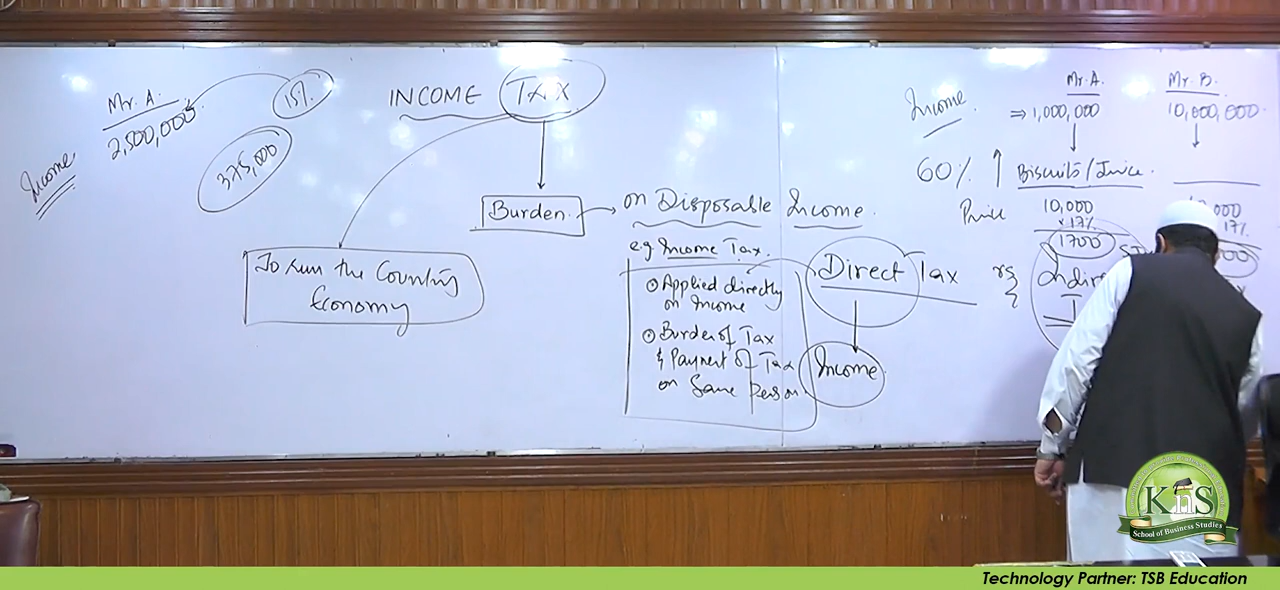 Mr. A.
2,500,000
15%
375,000
Income
INCOME TAX
Burden
on Disposable Income.
To run the Country
Economy
e.g Income Tax.
Applied directly
on Income
Burden of Tax
& Payment of Tax
on Same Person
Direct Tax
Income
Income
Mr. A
Mr. B.
⇒ 1,000,000
10,000,000
60% ↑ Biscuits/Juice
10,000
17%
1700
17%
KnS
School of Business Studies
Technology Partner: TSB Education